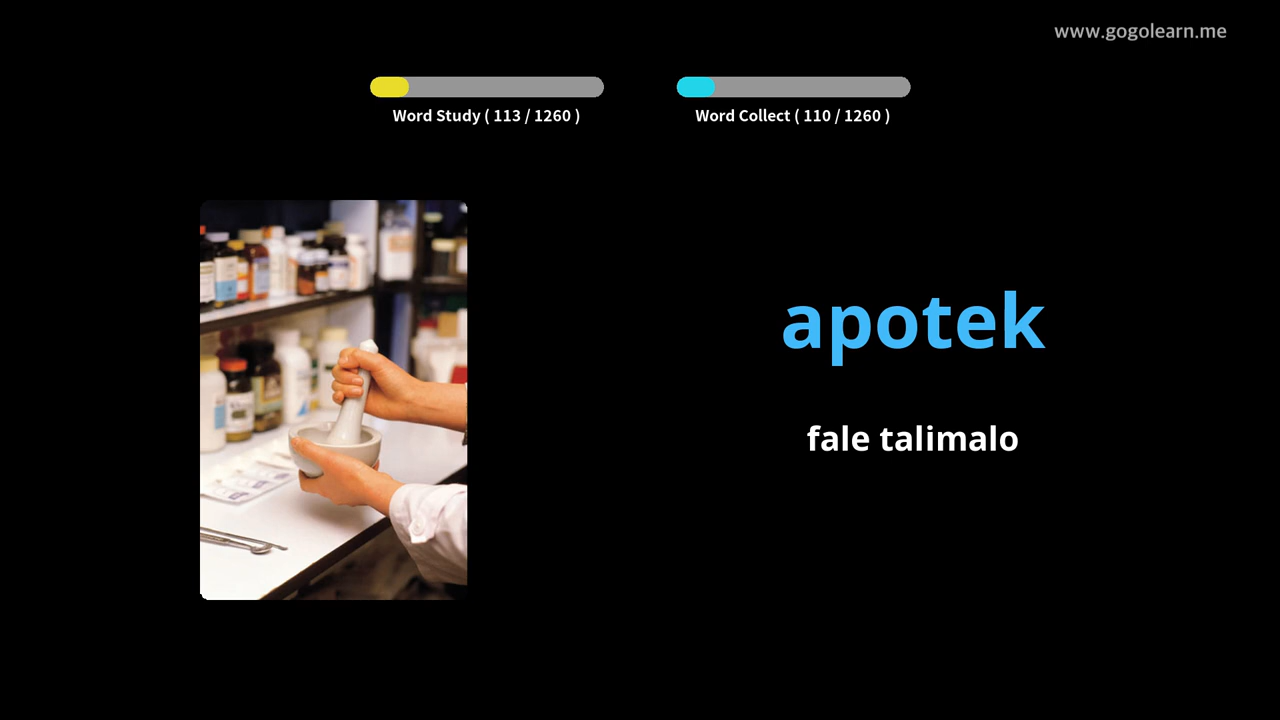 www.gogolearn.me
Word Study ( 113 / 1260 )
Word Collect ( 110 / 1260 )
apotek
fale talimalo